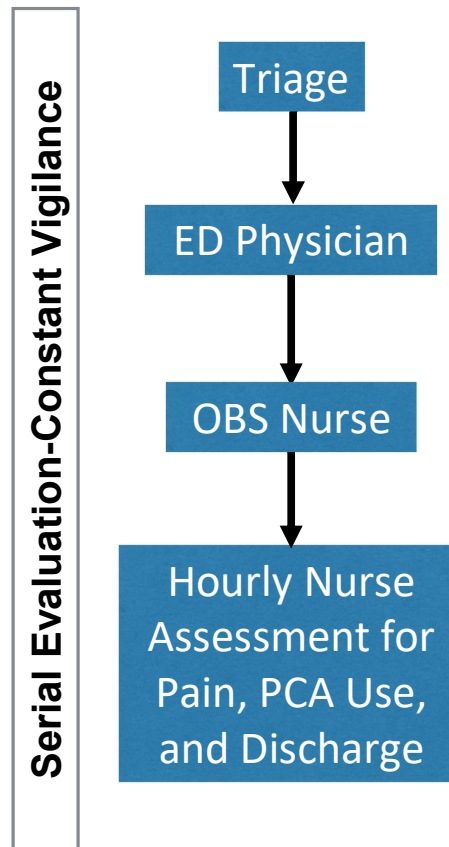 Serial Evaluation-Constant Vigilance
Triage
ED Physician
OBS Nurse
Hourly Nurse
Assessment for
Pain, PCA Use,
and Discharge